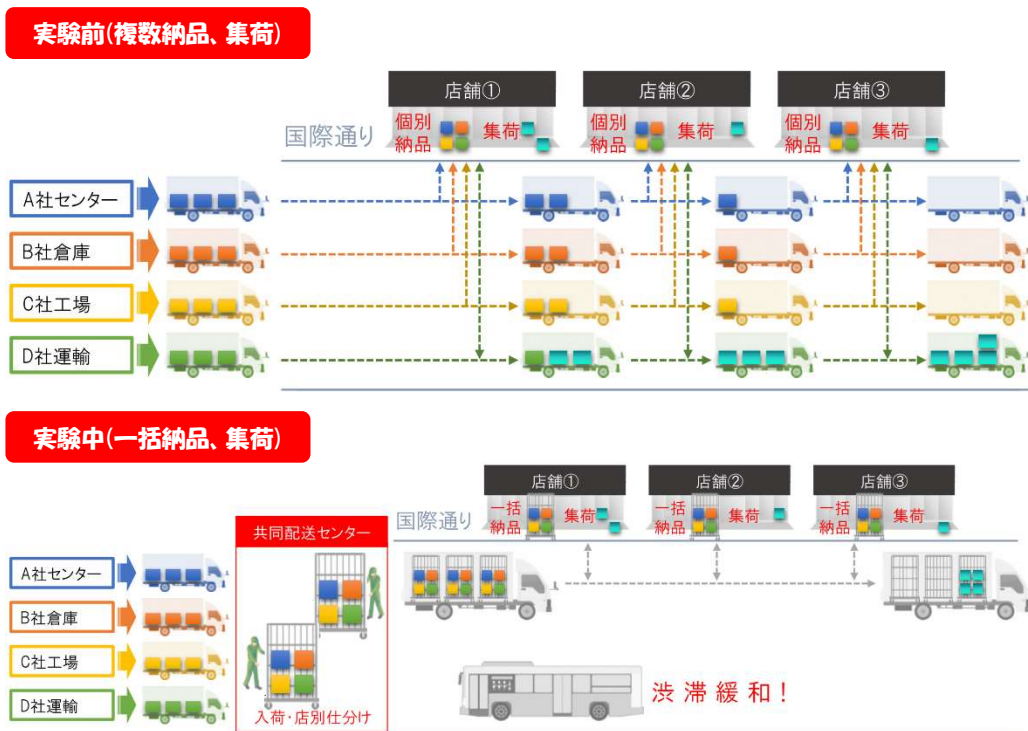 実験前(複数納品、集荷)
店舗①
店舗②
店舗③
国際通り
個別
納品
集荷
個別
納品
集荷
個別
納品
集荷
A社センター
B社倉庫
C社工場
D社運輸
実験中(一括納品、集荷)
店舗①
店舗②
店舗③
国際通り
一括
納品
集荷
一括
納品
集荷
一括
納品
集荷
共同配送センター
A社センター
B社倉庫
C社工場
D社運輸
入荷・店別仕分け
渋滞緩和!